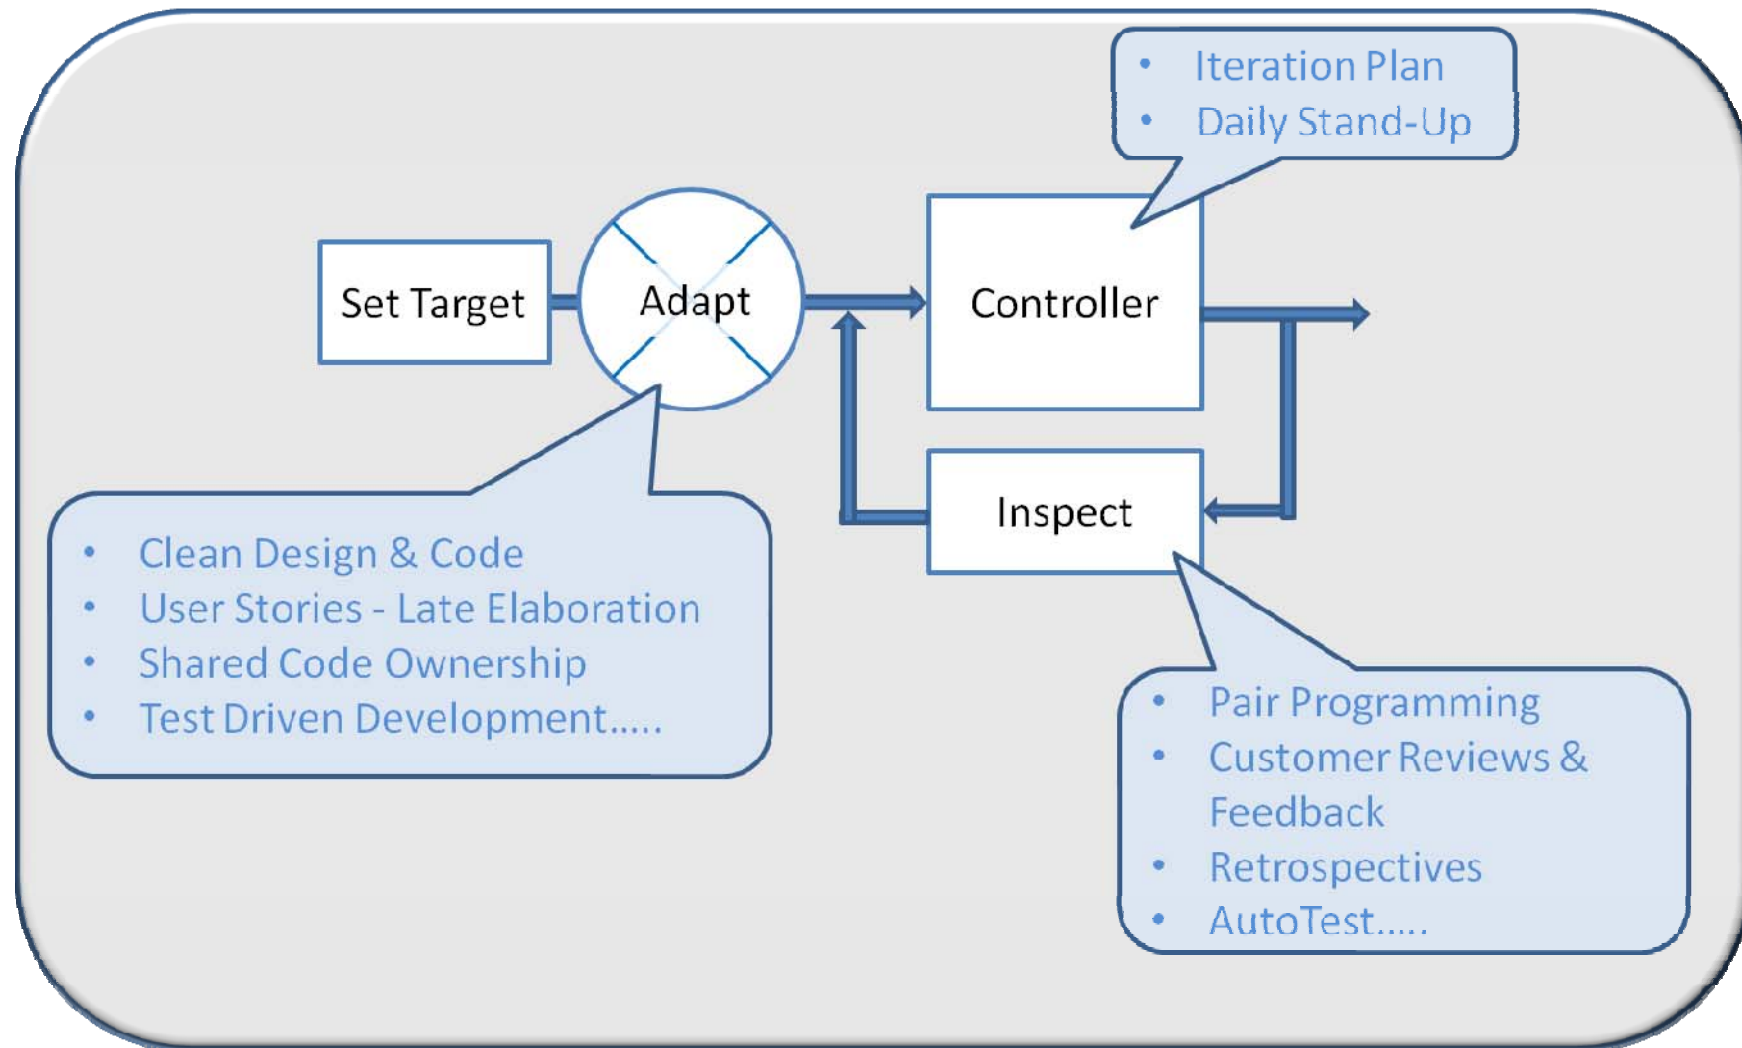 • Iteration Plan
• Daily Stand-Up
Set Target
Adapt
Controller
Inspect
• Clean Design & Code
• User Stories - Late Elaboration
• Shared Code Ownership
• Test Driven Development.....
• Pair Programming
• Customer Reviews &
Feedback
• Retrospectives
• AutoTest.....